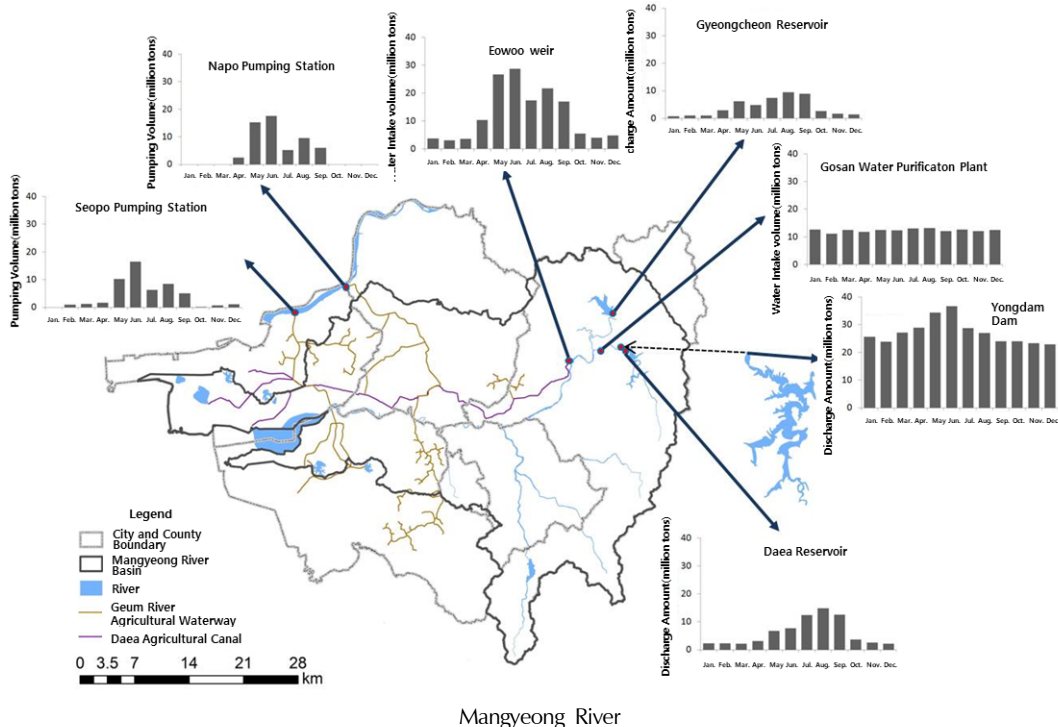 Napo Pumping Station
Pumping Volume(million tons)
40
30
20
10
0
Jan. Feb. Mar. Apr. May Jun. Jul. Aug. Sep. Oct. Nov. Dec.
Eowoo weir
Intake volume(million tons)
40
30
20
10
0
Jan. Feb. Mar. Apr. May Jun. Jul. Aug. Sep. Oct. Nov. Dec.
Gyeongcheon Reservoir
charge Amount(million tons)
40
30
20
10
0
Jan. Feb. Mar. Apr. May Jun. Jul. Aug. Sep. Oct. Nov. Dec.
Seopo Pumping Station
Pumping Volume(million tons)
40
30
20
10
0
Jan. Feb. Mar. Apr. May Jun. Jul. Aug. Sep. Oct. Nov. Dec.
Gosan Water Purificaton Plant
Water Intake volume(million tons)
40
30
20
10
0
Jan. Feb. Mar. Apr. May Jun. Jul. Aug. Sep. Oct. Nov. Dec.
Yongdam
Dam
Discharge Amount(million tons)
40
30
20
10
0
Jan. Feb. Mar. Apr. May Jun. Jul. Aug. Sep. Oct. Nov. Dec.
Daea Reservoir
Discharge Amount(million tons)
40
30
20
10
0
Jan. Feb. Mar. Apr. May Jun. Jul. Aug. Sep. Oct. Nov. Dec.
Legend
City and County
Boundary
Mangyeong River
Basin
River
Geum River
Agricultural Waterway
Daea Agricultural Canal
0 3.5 7 14 21 28
km
Mangyeong River